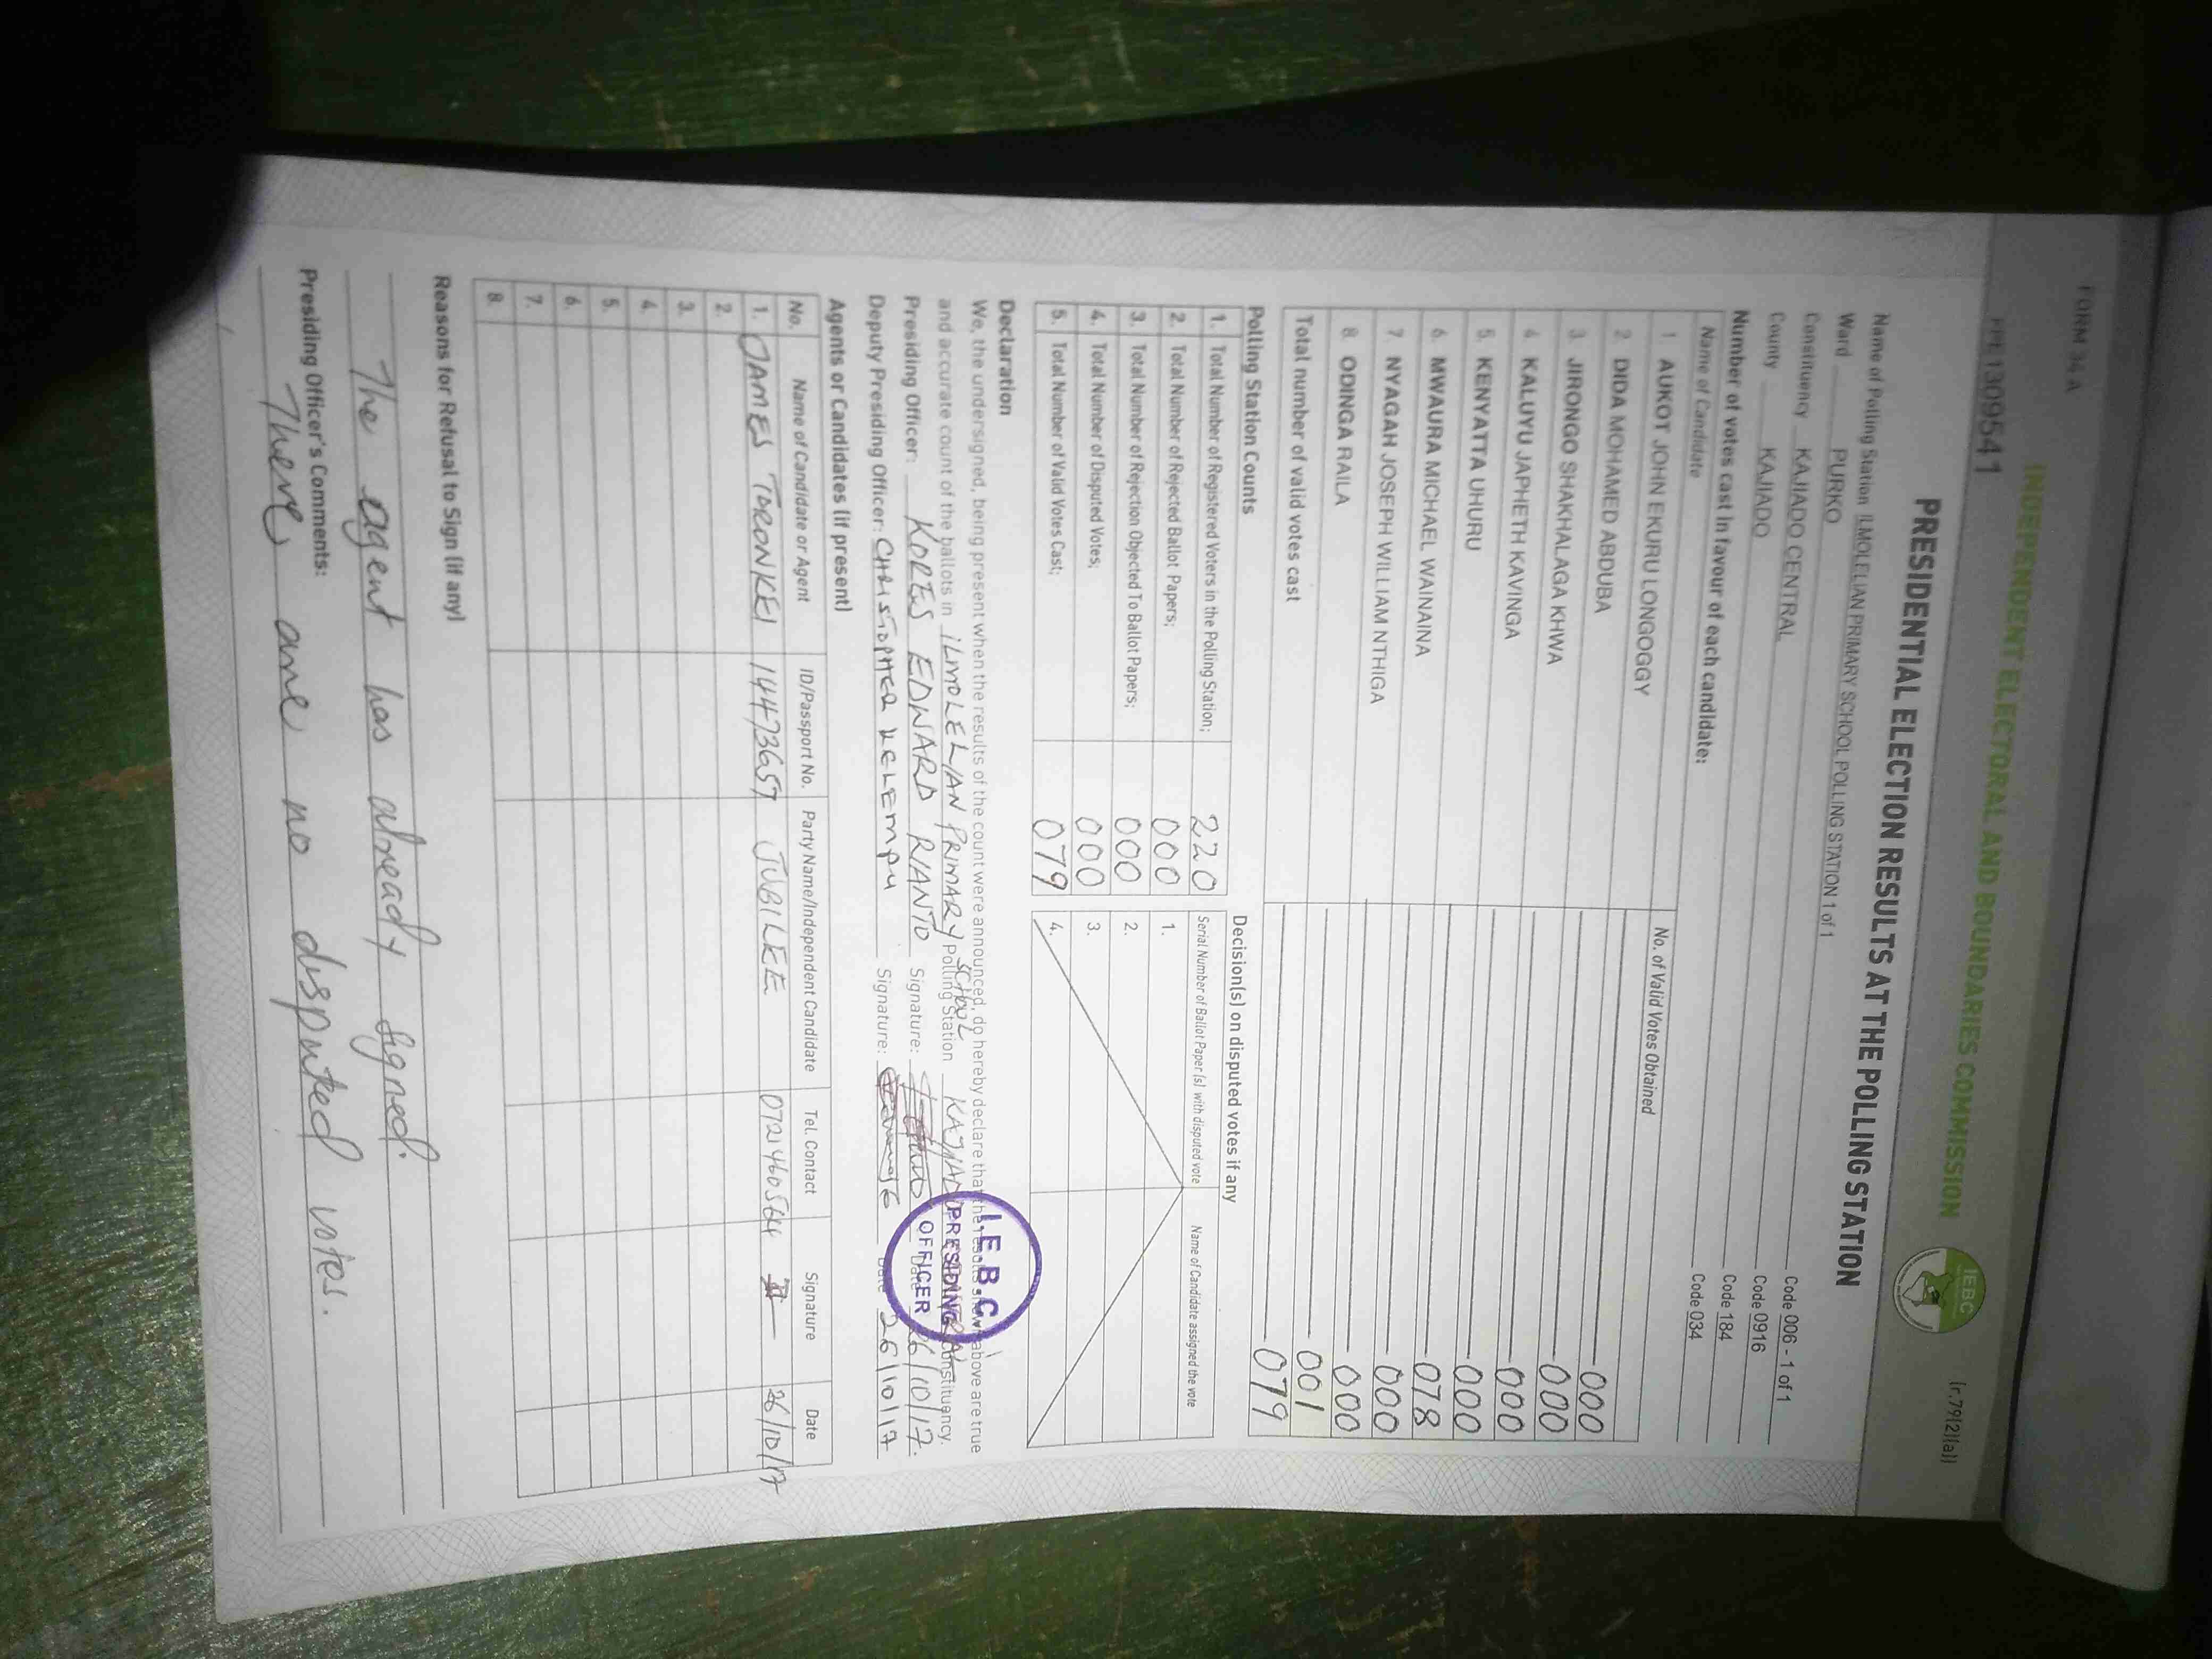 FORM 34 A
(r.79(2)(a))
INDEPENDENT ELECTORAL AND BOUNDARIES COMMISSION
IEBC
PRE1309541
PRESIDENTIAL ELECTION RESULTS AT THE POLLING STATION
Name of Polling Station ILMOLELIAN PRIMARY SCHOOL POLLING STATION 1 of 1 Code 006 - 1 of 1
Ward PURKO Code 0916
Constituency KAJIADO CENTRAL Code 184
County KAJIADO Code 034
Number of votes cast in favour of each candidate:
Name of Candidate No. of Valid Votes Obtained
1 AUKOT JOHN EKURU LONGOGGY 000
2 DIDA MOHAMED ABDUBA 000
3 JIRONGO SHAKHALAGA KHWA 000
4 KALUYU JAPHETH KAVINGA 000
5. KENYATTA UHURU 078
6. MWAURA MICHAEL WAINAINA 000
7. NYAGAH JOSEPH WILLIAM NTHIGA 000
8. ODINGA RAILA 001
Total number of valid votes cast 079
Polling Station Counts
1. Total Number of Registered Voters in the Polling Station: 220
2. Total Number of Rejected Ballot Papers: 000
3. Total Number of Rejection Objected To Ballot Papers: 000
4. Total Number of Disputed Votes: 000
5. Total Number of Valid Votes Cast: 079
Decision(s) on disputed votes if any
Serial Number of Ballot Paper (s) with disputed vote Name of Candidate assigned the vote
1.
2.
3.
4.
Declaration
We, the undersigned, being present when the results of the count were announced, do hereby declare that the results shown above are true
and accurate count of the ballots in ILMOLELIAN PRIMARY SCHOOL Polling Station KAJIADO CENTRAL Constituency.
Presiding Officer: KORES EDWARD RIANTO Signature: Date 26/10/17.
Deputy Presiding Officer: CHRISTOPHER LELEMPU Signature: Date 26/10/17
I.E.B.C.
PRESIDING
OFFICER
Agents or Candidates (if present)
No. Name of Candidate or Agent ID/Passport No. Party Name/Independent Candidate Tel. Contact Signature Date
1. JAMES TORONKEI 14473657 JUBILEE 0721460564 26/10/17
2.
3.
4.
5.
6.
7.
8.
Reasons for Refusal to Sign (if any)
The agent has already signed.
Presiding Officer's Comments:
There are no disputed votes.